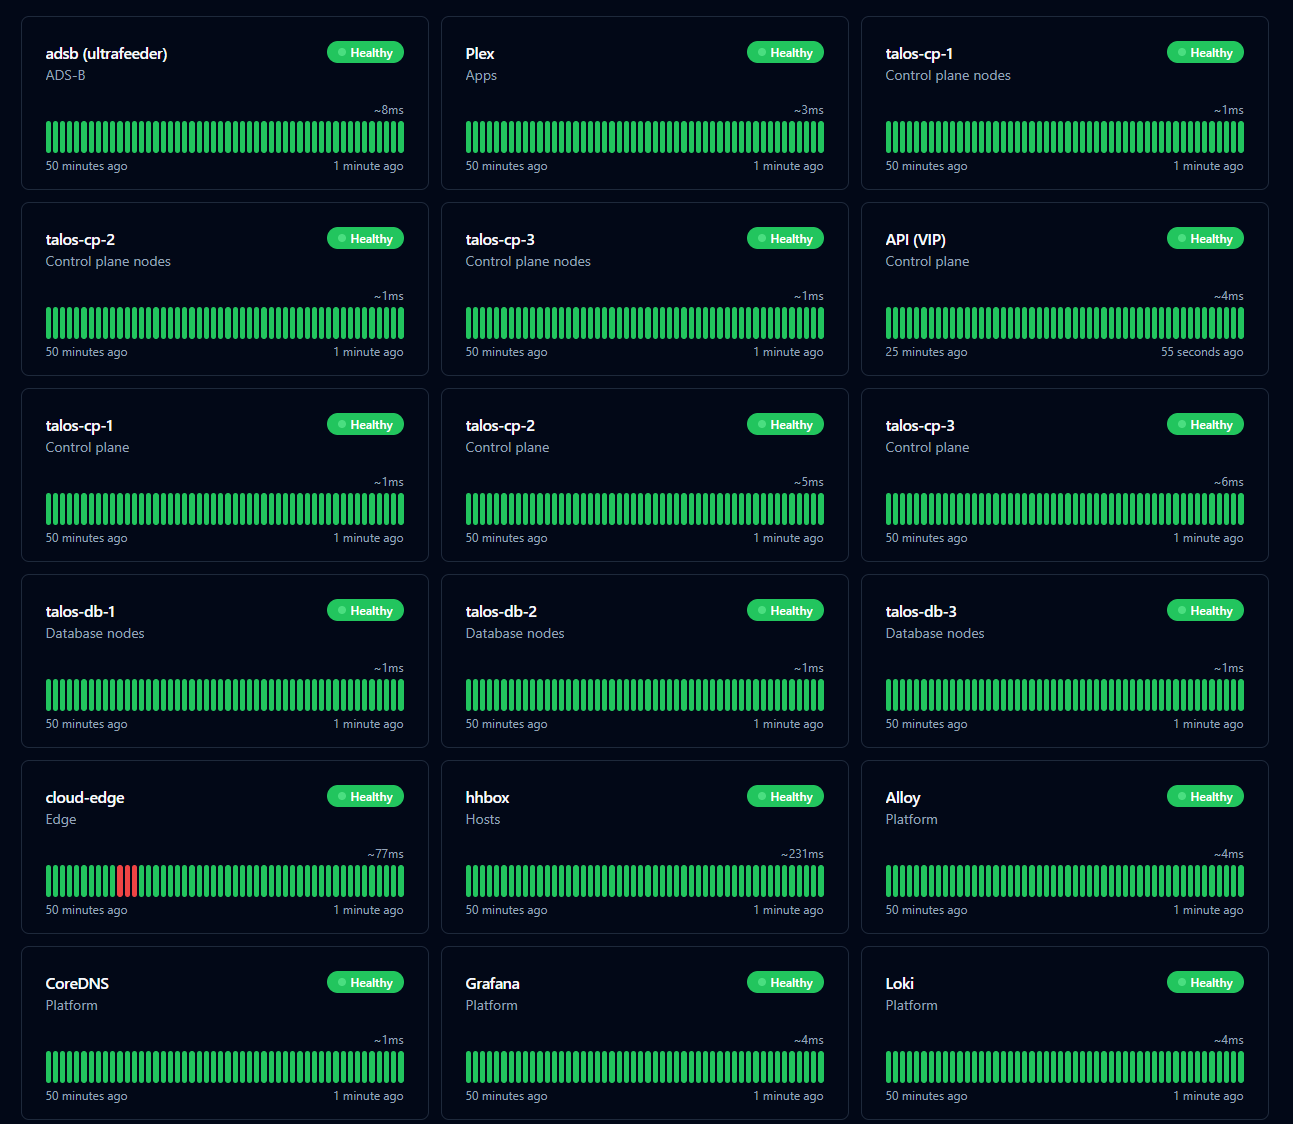 adsb (ultrafeeder)
Healthy
ADS-B
~8ms
50 minutes ago
1 minute ago
Plex
Healthy
Apps
~3ms
50 minutes ago
1 minute ago
talos-cp-1
Healthy
Control plane nodes
~1ms
50 minutes ago
1 minute ago
talos-cp-2
Healthy
Control plane nodes
~1ms
50 minutes ago
1 minute ago
talos-cp-3
Healthy
Control plane nodes
~1ms
50 minutes ago
1 minute ago
API (VIP)
Healthy
Control plane
~4ms
25 minutes ago
55 seconds ago
talos-cp-1
Healthy
Control plane
~1ms
50 minutes ago
1 minute ago
talos-cp-2
Healthy
Control plane
~5ms
50 minutes ago
1 minute ago
talos-cp-3
Healthy
Control plane
~6ms
50 minutes ago
1 minute ago
talos-db-1
Healthy
Database nodes
~1ms
50 minutes ago
1 minute ago
talos-db-2
Healthy
Database nodes
~1ms
50 minutes ago
1 minute ago
talos-db-3
Healthy
Database nodes
~1ms
50 minutes ago
1 minute ago
cloud-edge
Healthy
Edge
~77ms
50 minutes ago
1 minute ago
hhbox
Healthy
Hosts
~231ms
50 minutes ago
1 minute ago
Alloy
Healthy
Platform
~4ms
50 minutes ago
1 minute ago
CoreDNS
Healthy
Platform
~1ms
50 minutes ago
1 minute ago
Grafana
Healthy
Platform
~4ms
50 minutes ago
1 minute ago
Loki
Healthy
Platform
~4ms
50 minutes ago
1 minute ago